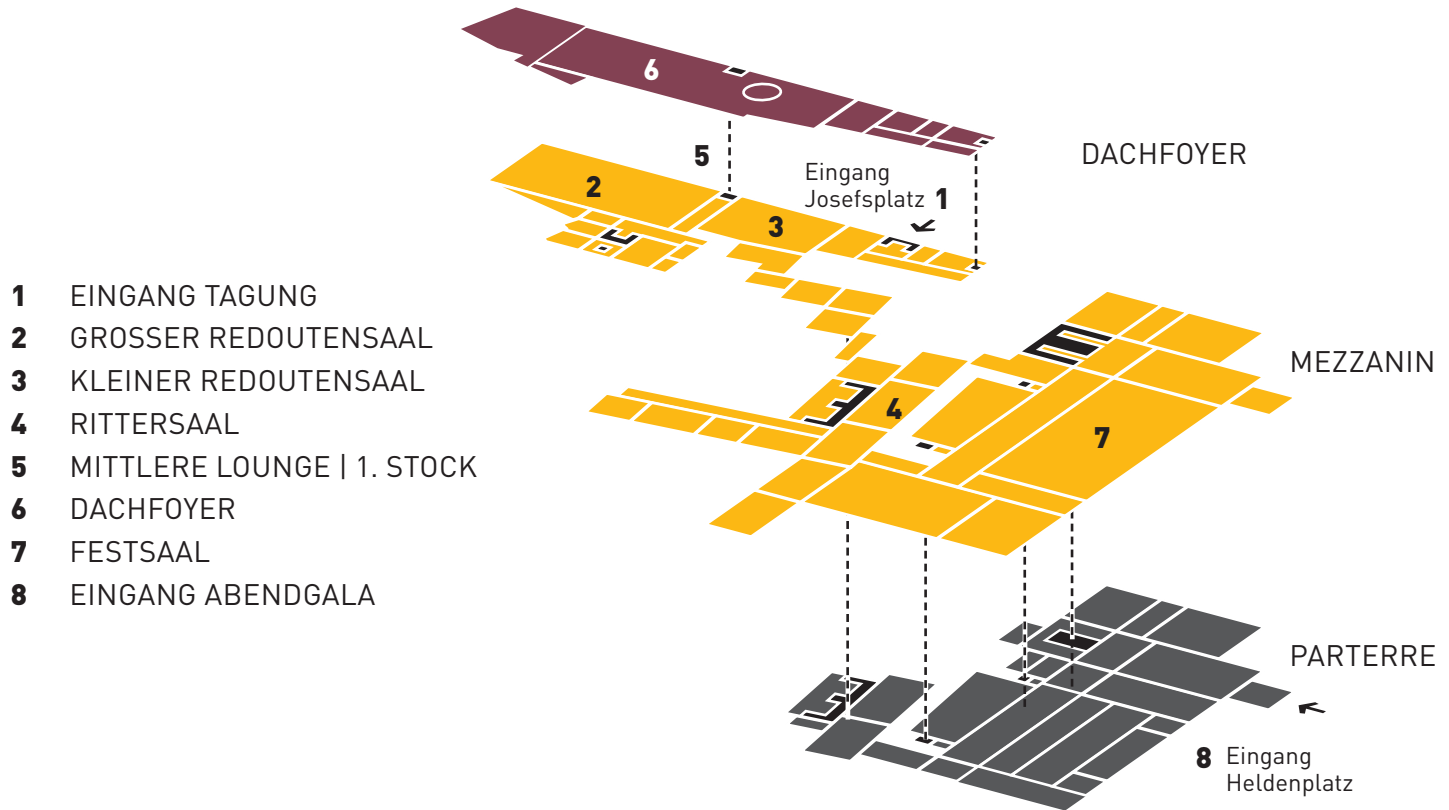 6
DACHFOYER
5
Eingang
Josefsplatz 1
2
3
1 EINGANG TAGUNG
2 GROSSER REDOUTENSAAL
3 KLEINER REDOUTENSAAL
4 RITTERSAAL
5 MITTLERE LOUNGE | 1. STOCK
6 DACHFOYER
7 FESTSAAL
8 EINGANG ABENDGALA
MEZZANIN
4
7
PARTERRE
8 Eingang
Heldenplatz